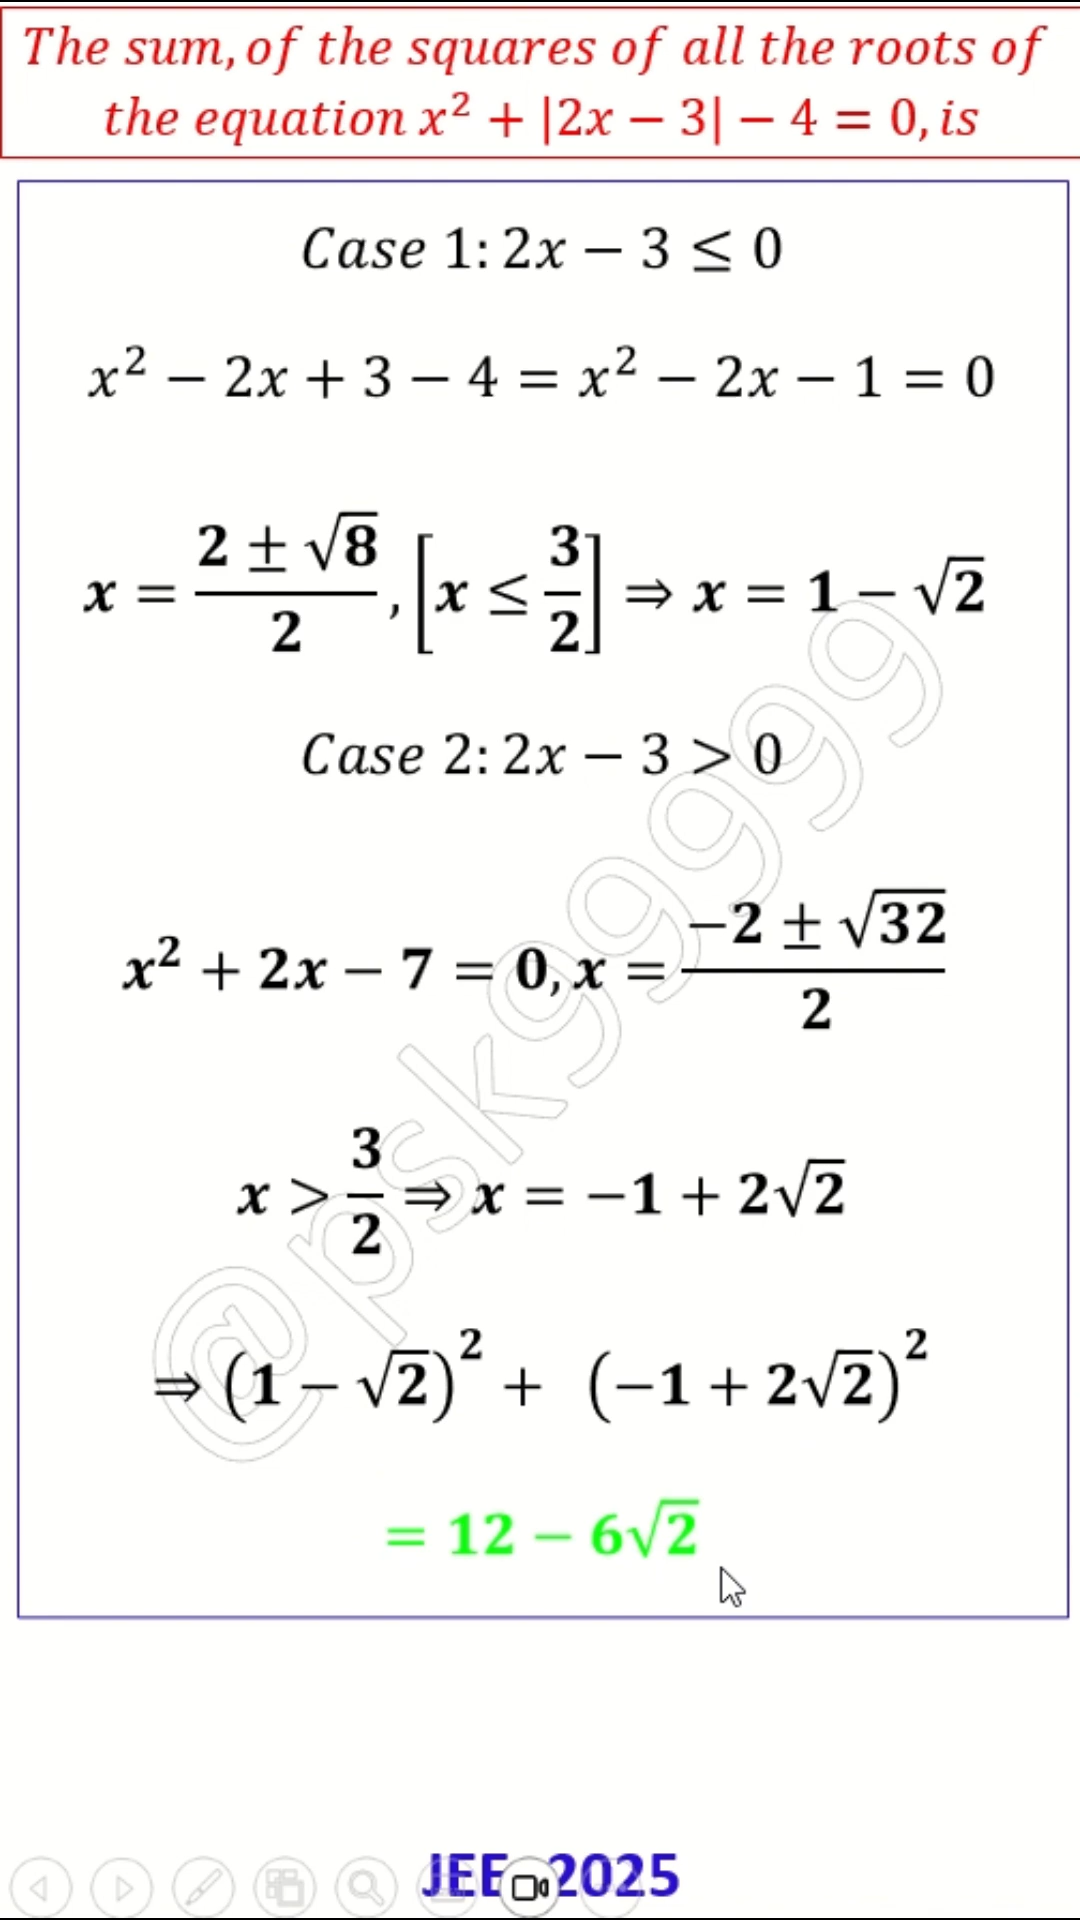 The sum, of the squares of all the roots of
the equation x² + |2x − 3| − 4 = 0, is
Case 1: 2x − 3 ≤ 0
x² − 2x + 3 − 4 = x² − 2x − 1 = 0
x = (2 ± √8)/2, [x ≤ 3/2] ⇒ x = 1 − √2
Case 2: 2x − 3 > 0
x² + 2x − 7 = 0, x = (−2 ± √32)/2
x > 3/2 ⇒ x = −1 + 2√2
⇒ (1 − √2)² + (−1 + 2√2)²
= 12 − 6√2
@psk9999
JEE 2025